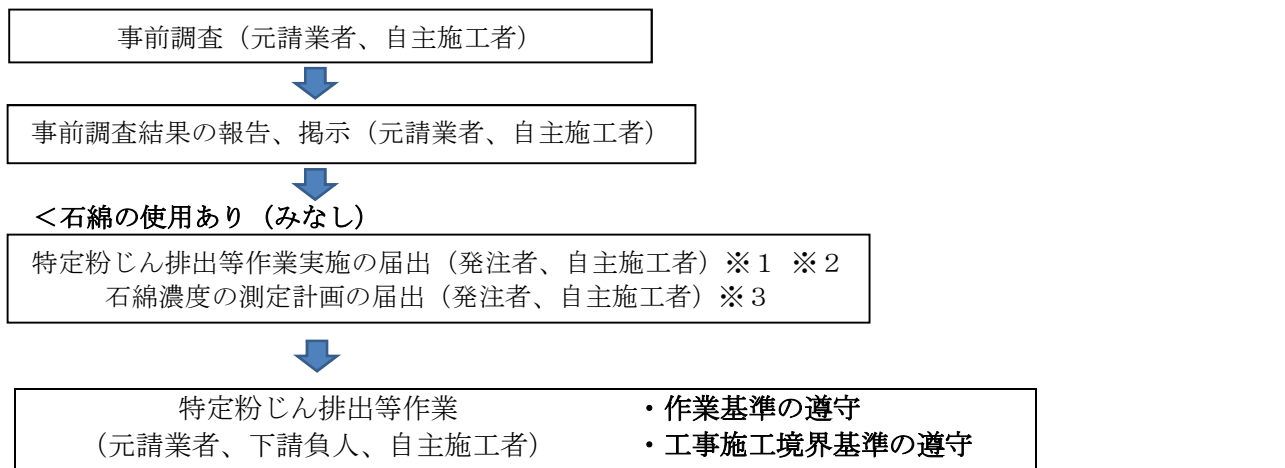 事前調査（元請業者、自主施工者）
事前調査結果の報告、掲示（元請業者、自主施工者）
＜石綿の使用あり（みなし）
特定粉じん排出等作業実施の届出（発注者、自主施工者）※１ ※２
石綿濃度の測定計画の届出（発注者、自主施工者）※３
特定粉じん排出等作業 ・作業基準の遵守
（元請業者、下請負人、自主施工者） ・工事施工境界基準の遵守